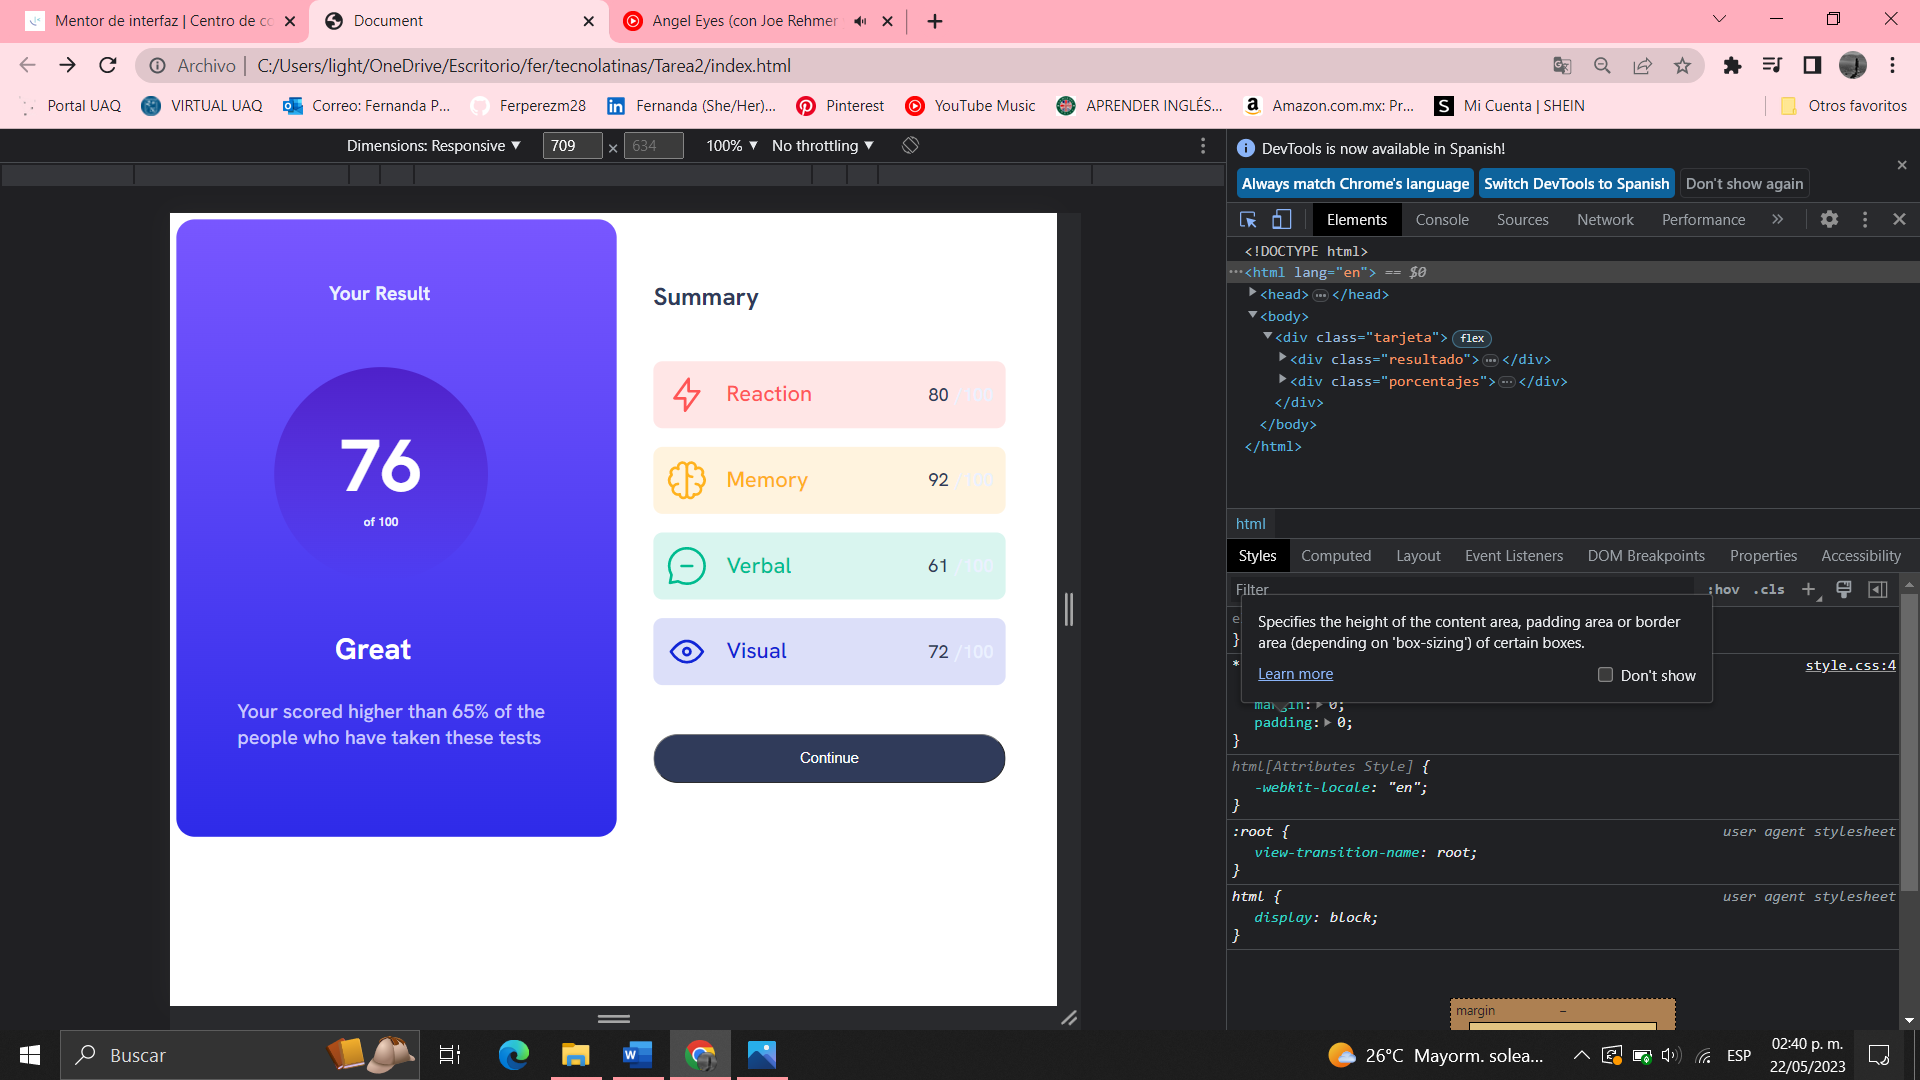 Mentor de interfaz | Centro de co
Document
Angel Eyes (con Joe Rehmer
Archivo
C:/Users/light/OneDrive/Escritorio/fer/tecnolatinas/Tarea2/index.html
Portal UAQ
VIRTUAL UAQ
Correo: Fernanda P...
Ferperezm28
Fernanda (She/Her)...
Pinterest
YouTube Music
APRENDER INGLÉS...
Amazon.com.mx: Pr...
Mi Cuenta | SHEIN
Otros favoritos
Dimensions: Responsive ▼ 709 × 634 100% ▼ No throttling ▼
Your Result
76
of 100
Great
Your scored higher than 65% of the
people who have taken these tests
Summary
Reaction 80 /100
Memory 92 /100
Verbal 61 /100
Visual 72 /100
Continue
DevTools is now available in Spanish!
Always match Chrome's language Switch DevTools to Spanish Don't show again
Elements Console Sources Network Performance »
<!DOCTYPE html>
<html lang="en"> == $0
<head> </head>
<body>
<div class="tarjeta"> flex
<div class="resultado"> </div>
<div class="porcentajes"> </div>
</div>
</body>
</html>
html
Styles Computed Layout Event Listeners DOM Breakpoints Properties Accessibility
Filter :hov .cls
Specifies the height of the content area, padding area or border
area (depending on 'box-sizing') of certain boxes.
Learn more
Don't show
}
* style.css:4
margin: 0;
padding: 0;
}
html[Attributes Style] {
-webkit-locale: "en";
}
:root { user agent stylesheet
view-transition-name: root;
}
html { user agent stylesheet
display: block;
}
margin
–
Buscar
26°C Mayorm. solea...
ESP
02:40 p. m.
22/05/2023